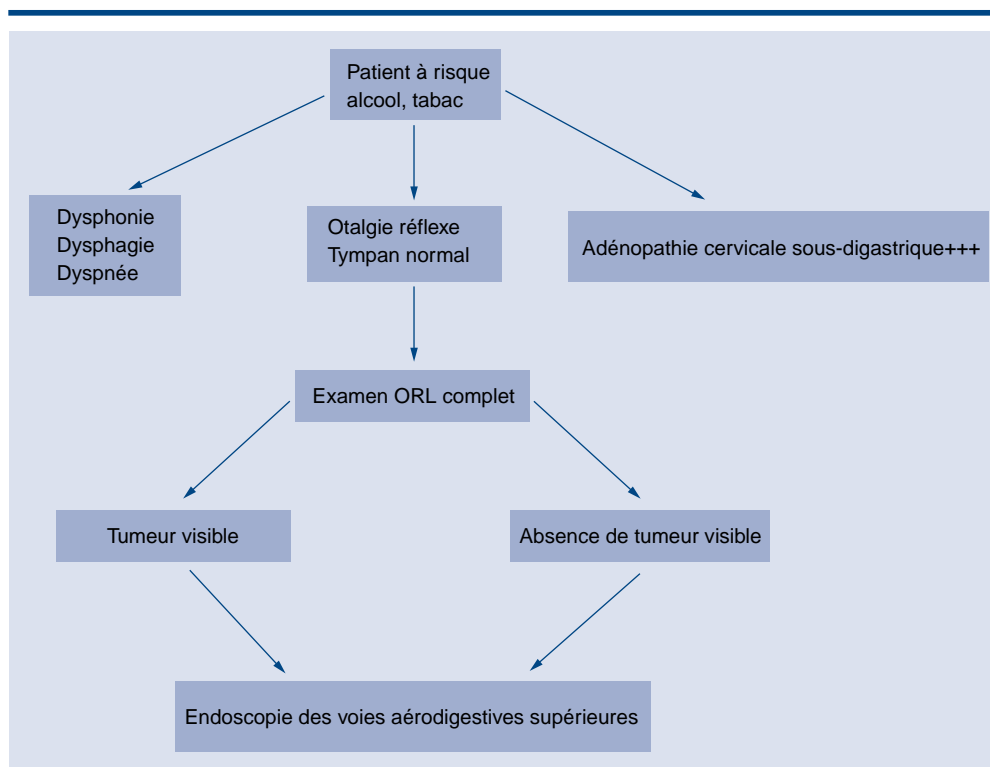 Patient à risque
alcool, tabac
Dysphonie
Dysphagie
Dyspnée
Otalgie réflexe
Tympan normal
Adénopathie cervicale sous-digastrique+++
Examen ORL complet
Tumeur visible
Absence de tumeur visible
Endoscopie des voies aérodigestives supérieures